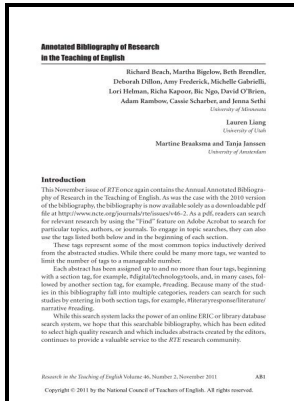 Annotated Bibliography of Research
in the Teaching of English
Richard Beach, Martha Bigelow, Beth Brendler,
Deborah Dillon, Amy Frederick, Michelle Gabrielli,
Lori Helman, Richa Kapoor, Bic Ngo, David O'Brien,
Adam Rambow, Cassie Scharber, and Jenna Sethi
University of Minnesota
Lauren Liang
University of Utah
Martine Braaksma and Tanja Janssen
University of Amsterdam
Introduction
This November issue of RTE once again contains the Annual Annotated Bibliogra-
phy of Research in the Teaching of English. As was the case with the 2010 version
of the bibliography, the bibliography is now available solely as a downloadable pdf
file at http://www.ncte.org/journals/rte/issues/v46-2. As a pdf, readers can search
for relevant research by using the "Find" feature on Adobe Acrobat to search for
particular topics, authors, or journals. To engage in topic searches, they can also
use the tags listed both below and in the beginning of each section.
These tags represent some of the most common topics inductively derived
from the abstracted studies. While there could be many more tags, we wanted to
limit the number of tags to a manageable number.
Each abstract has been assigned up to and no more than four tags, beginning
with a section tag, for example, #digital/technologytools, and, in many cases, fol-
lowed by another section tag, for example, #reading. Because many of the stud-
ies in this bibliography fall into multiple categories, readers can search for such
studies by entering in both section tags, for example, #literaryresponse/literature/
narrative #reading.
While this search system lacks the power of an online ERIC or library database
search system, we hope that this searchable bibliography, which has been edited
to select high quality research and which includes abstracts created by the editors,
continues to provide a valuable service to the RTE research community.
Research in the Teaching of English Volume 46, Number 2, November 2011 AB1
Copyright © 2011 by the National Council of Teachers of English. All rights reserved.